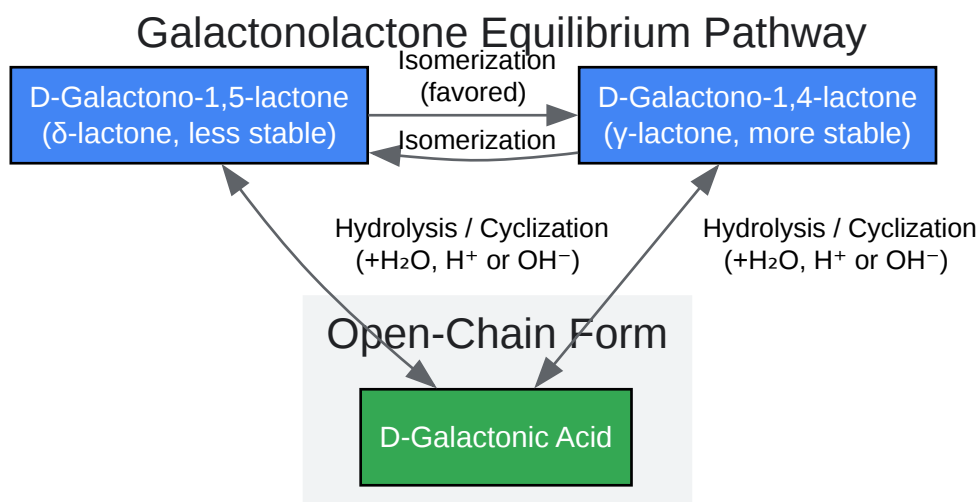 Galactonolactone Equilibrium Pathway
Isomerization
(favored)
D-Galactono-1,5-lactone
(δ-lactone, less stable)
D-Galactono-1,4-lactone
(γ-lactone, more stable)
Isomerization
Hydrolysis / Cyclization
(+H₂O, H⁺ or OH⁻)
Hydrolysis / Cyclization
(+H₂O, H⁺ or OH⁻)
Open-Chain Form
D-Galactonic Acid